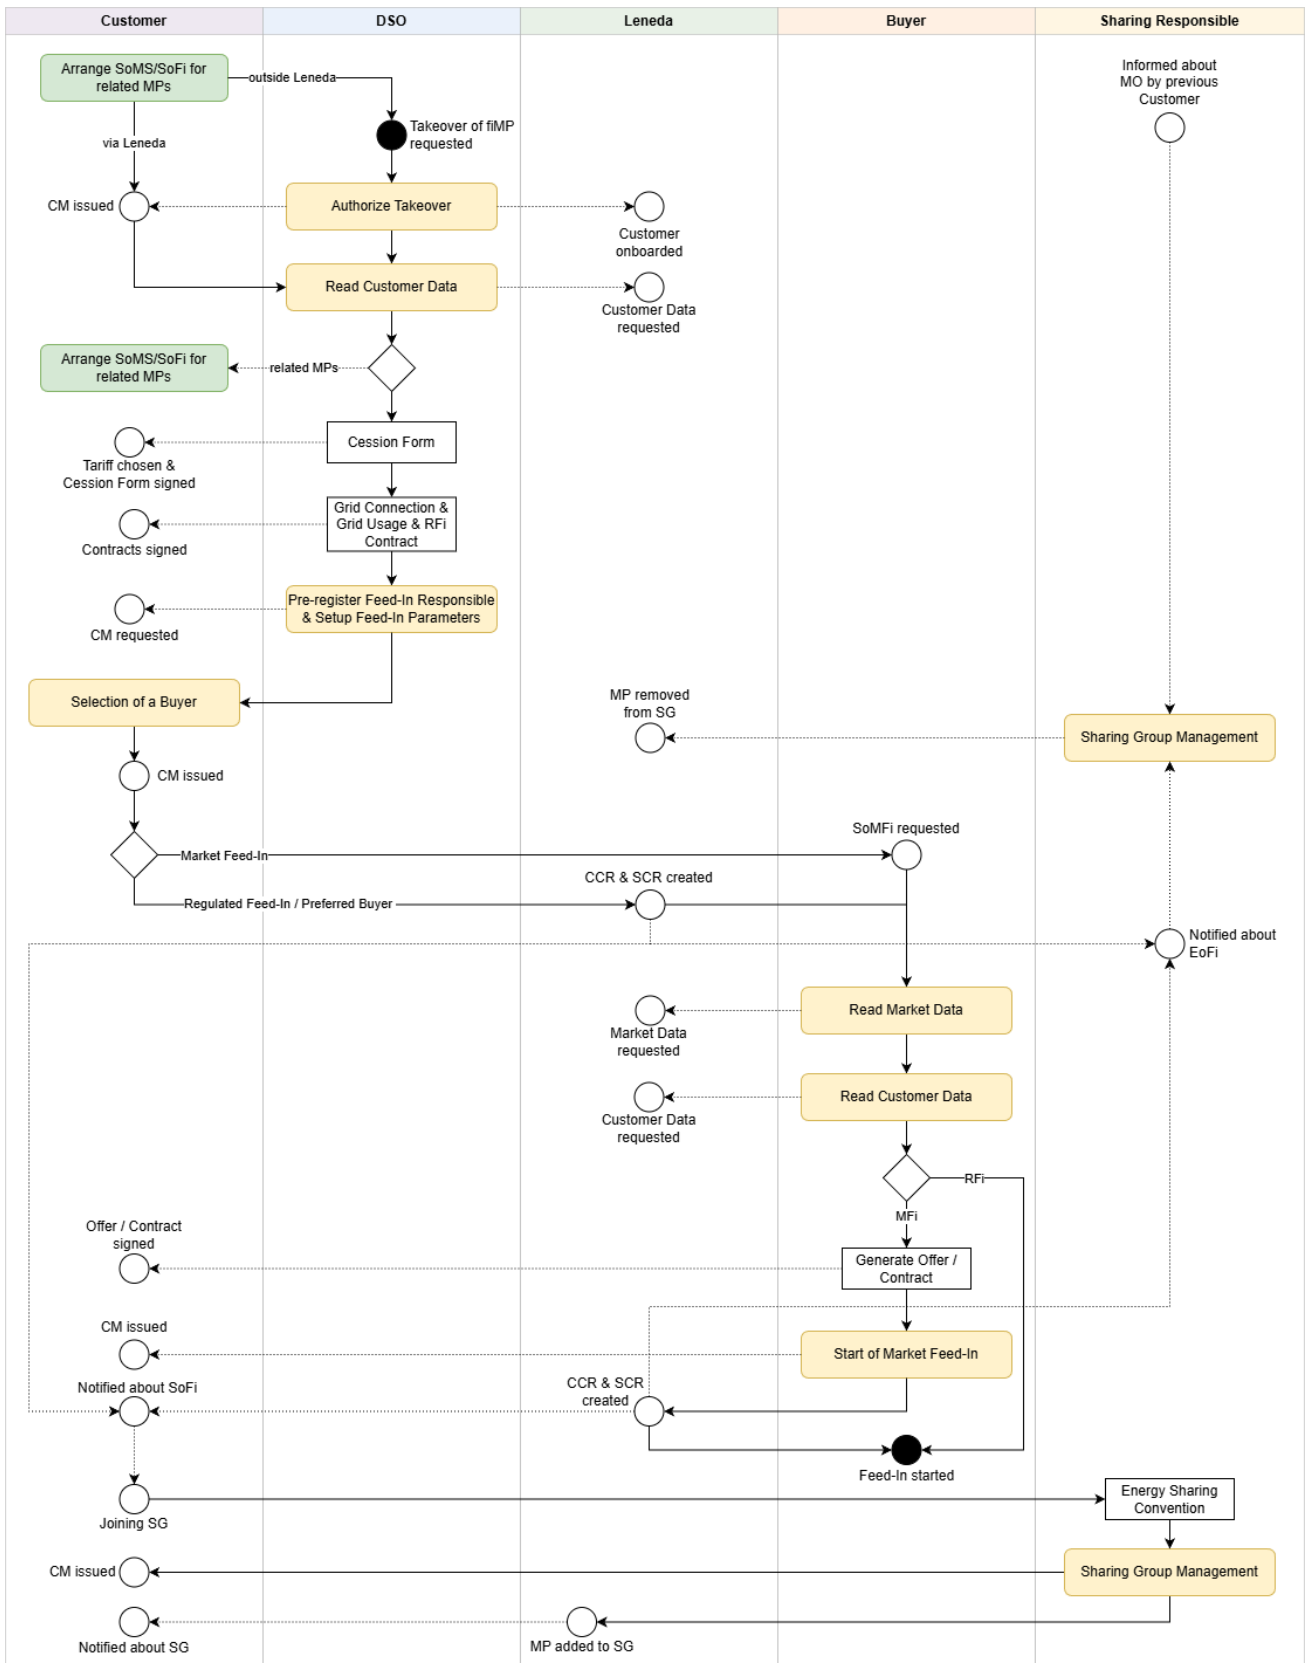 Customer
DSO
Leneda
Buyer
Sharing Responsible
Arrange SoMS/SoFi for
related MPs
outside Leneda
Informed about
MO by previous
Customer
Takeover of fiMP
requested
via Leneda
CM issued
Authorize Takeover
Customer
onboarded
Read Customer Data
Customer Data
requested
Arrange SoMS/SoFi for
related MPs
related MPs
Cession Form
Tariff chosen &
Cession Form signed
Grid Connection &
Grid Usage & RFi
Contract
Contracts signed
Pre-register Feed-In Responsible
& Setup Feed-In Parameters
CM requested
Selection of a Buyer
MP removed
from SG
Sharing Group Management
CM issued
SoMFi requested
Market Feed-In
CCR & SCR created
Regulated Feed-In / Preferred Buyer
Notified about
EoFi
Read Market Data
Market Data
requested
Read Customer Data
Customer Data
requested
RFi
MFi
Offer / Contract
signed
Generate Offer /
Contract
CM issued
Start of Market Feed-In
Notified about SoFi
CCR & SCR
created
Feed-In started
Energy Sharing
Convention
Joining SG
CM issued
Sharing Group Management
Notified about SG
MP added to SG